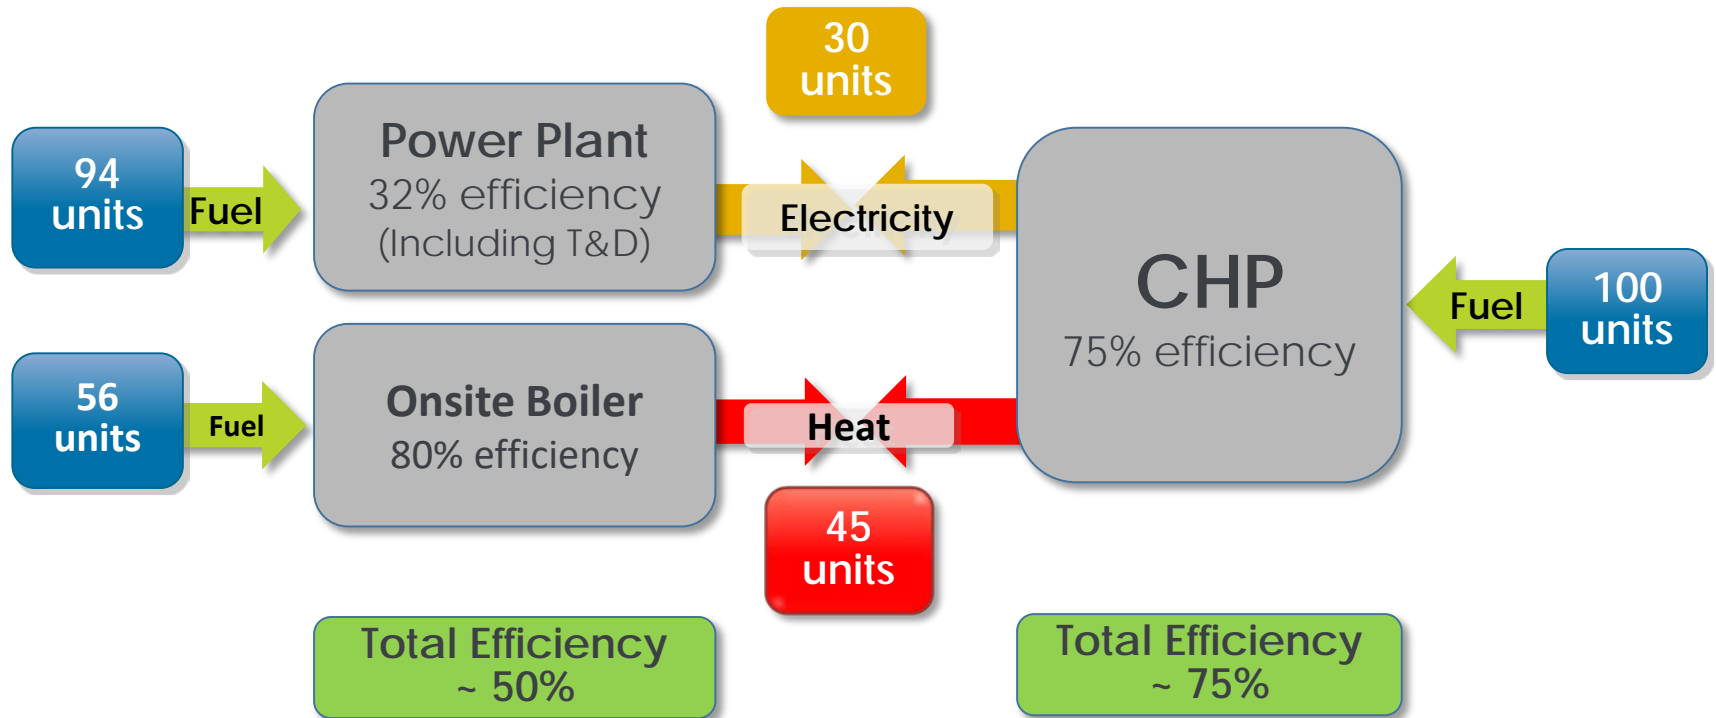 30
units
94
units
Fuel
Power Plant
32% efficiency
(Including T&D)
Electricity
CHP
75% efficiency
Fuel
100
units
56
units
Fuel
Onsite Boiler
80% efficiency
Heat
45
units
Total Efficiency
~ 50%
Total Efficiency
~ 75%